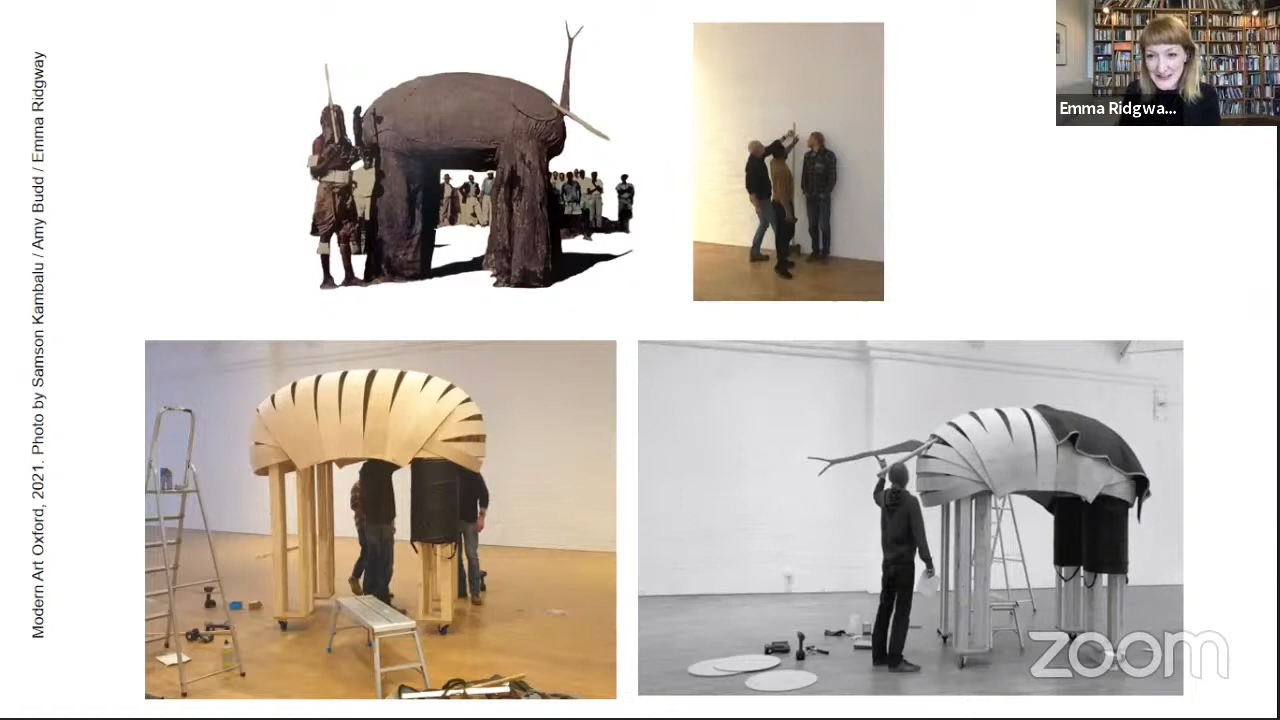 Modern Art Oxford, 2021. Photo by Samson Kambalu / Amy Budd / Emma Ridgway
Emma Ridgwa...
zoom